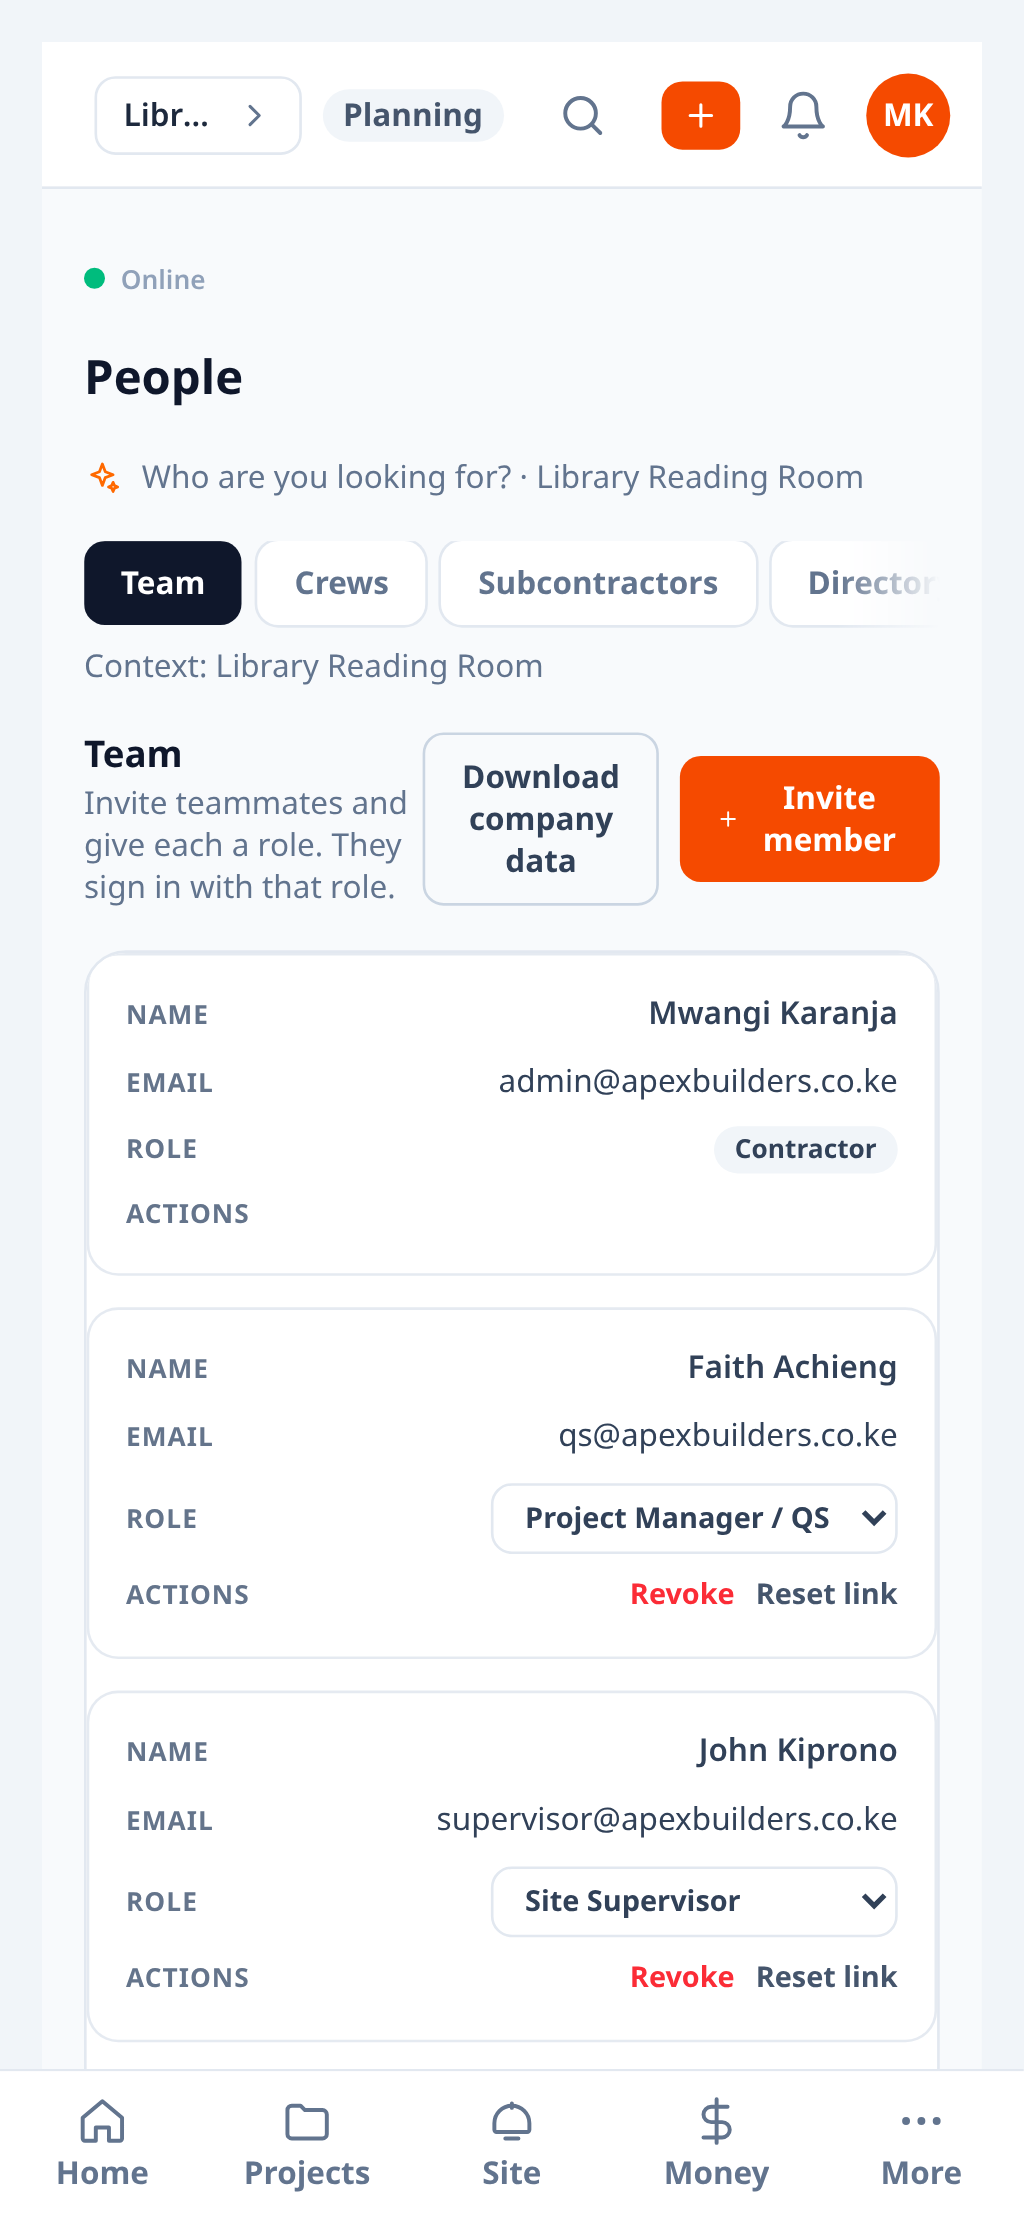 Libr...
Planning
MK
Online
People
Who are you looking for? · Library Reading Room
Team
Crews
Subcontractors
Director
Context: Library Reading Room
Team
Invite teammates and
give each a role. They
sign in with that role.
Download
company
data
Invite
member
NAME
Mwangi Karanja
EMAIL
admin@apexbuilders.co.ke
ROLE
Contractor
ACTIONS
NAME
Faith Achieng
EMAIL
qs@apexbuilders.co.ke
ROLE
Project Manager / QS
ACTIONS
Revoke Reset link
NAME
John Kiprono
EMAIL
supervisor@apexbuilders.co.ke
ROLE
Site Supervisor
ACTIONS
Revoke Reset link
Home
Projects
Site
Money
More